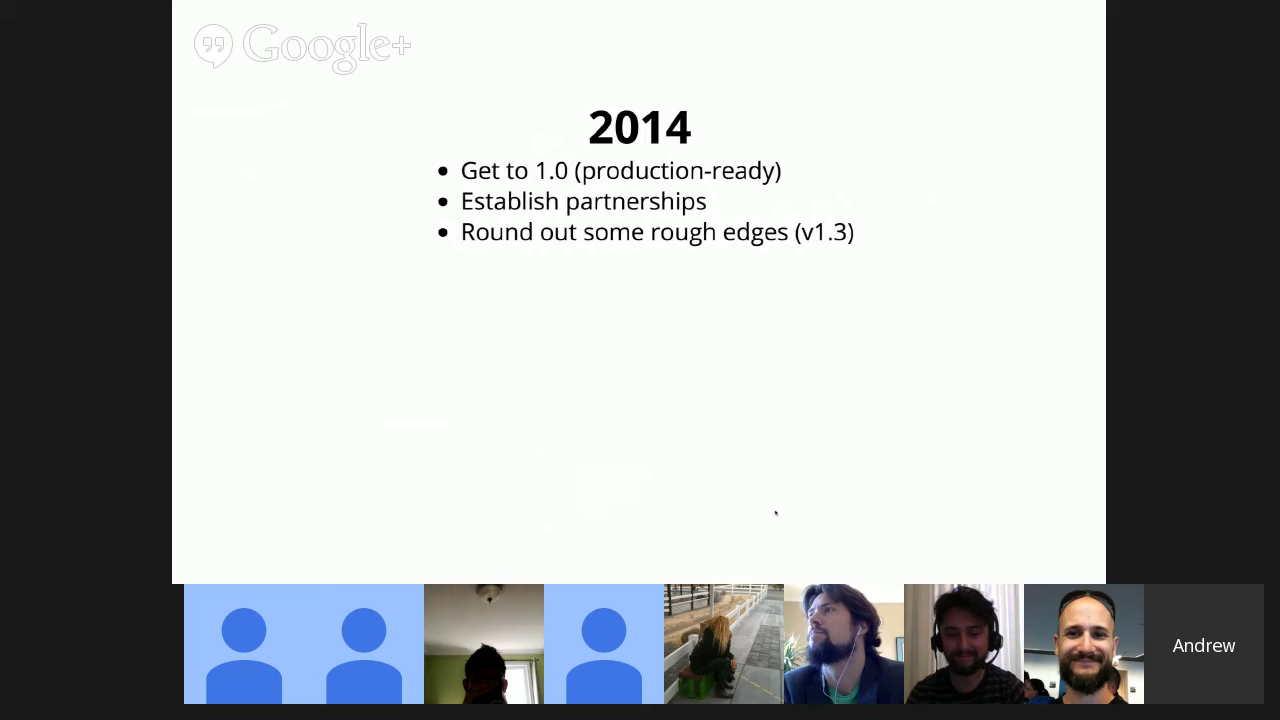 Google+
2014
• Get to 1.0 (production-ready)
• Establish partnerships
• Round out some rough edges (v1.3)
Andrew